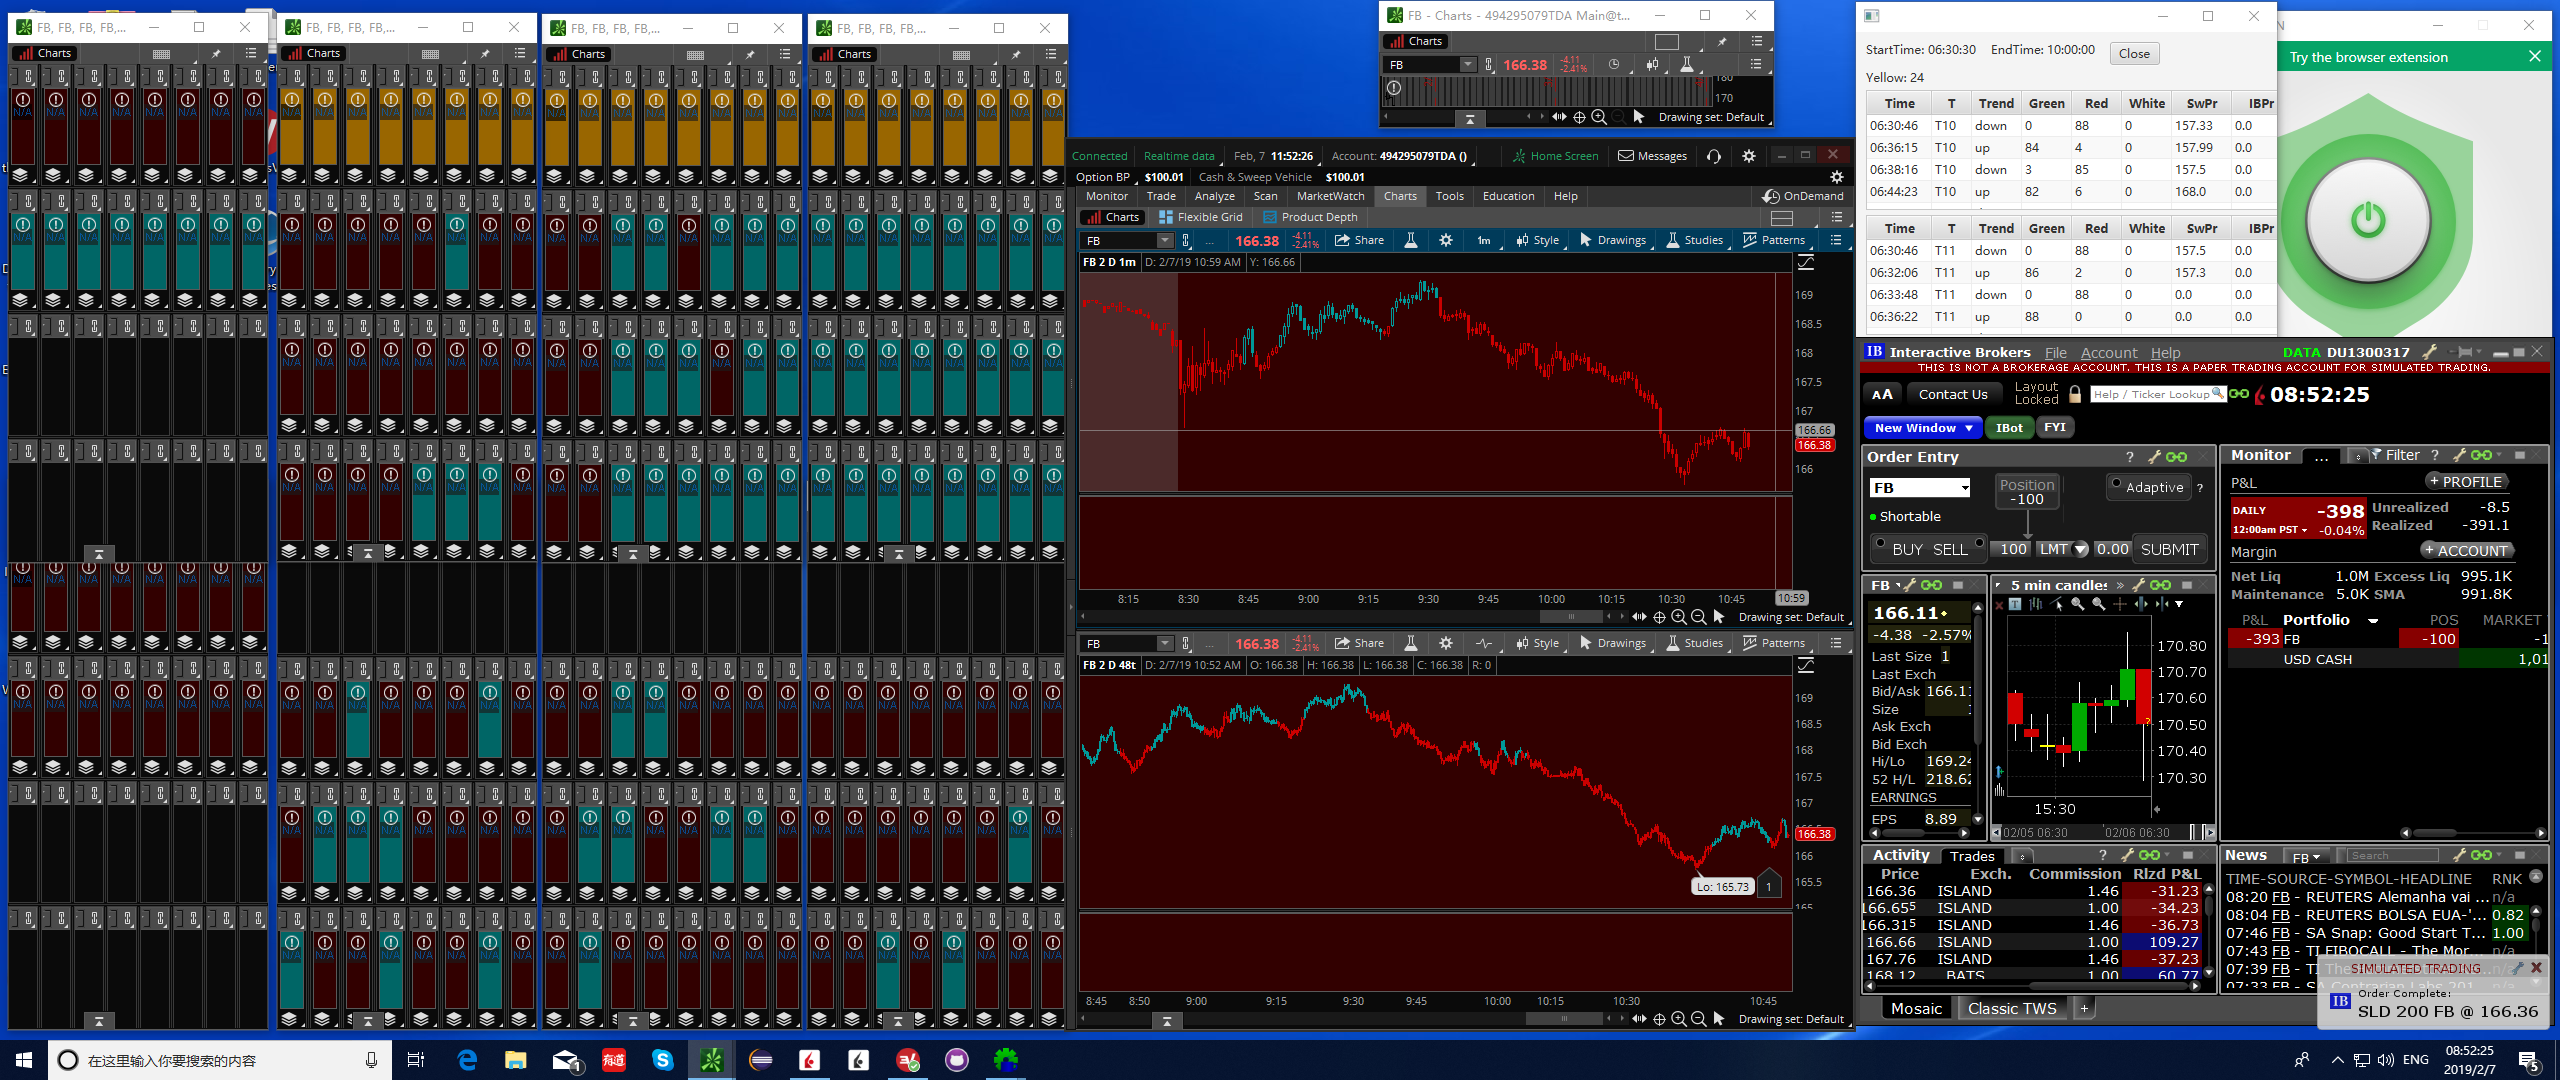 FB, FB, FB, FB,...
Charts
FB, FB, FB, FB,...
Charts
FB, FB, FB, FB,...
Charts
FB, FB, FB, FB,...
Charts
N/A
FB - Charts - 494295079TDA Main@t...
Charts
FB 166.38 -4.11 -2.41%
180
170
Drawing set: Default
Connected Realtime data Feb, 7 11:52:26 Account: 494295079TDA () Home Screen Messages
Option BP $100.01 Cash & Sweep Vehicle $100.01
Monitor Trade Analyze Scan MarketWatch Charts Tools Education Help OnDemand
Charts Flexible Grid Product Depth
FB ... 166.38 -4.11 -2.41% Share 1m Style Drawings Studies Patterns
FB 2 D 1m D: 2/7/19 10:59 AM Y: 166.66
169
168.5
168
167.5
167
166.66
166.38
166
8:15 8:30 8:45 9:00 9:15 9:30 9:45 10:00 10:15 10:30 10:45 10:59
Drawing set: Default
FB ... 166.38 -4.11 -2.41% Share Style Drawings Studies Patterns
FB 2 D 48t D: 2/7/19 10:52 AM O: 166.38 H: 166.38 L: 166.38 C: 166.38 R: 0
169
168.5
168
167.5
167
166.38
166
165.5
165
Lo: 165.73
1
8:45 8:50 9:00 9:15 9:30 9:45 10:00 10:15 10:30 10:45
Drawing set: Default
StartTime: 06:30:30 EndTime: 10:00:00 Close
Yellow: 24
Time T Trend Green Red White SwPr IBPr
06:30:46 T10 down 0 88 0 157.33 0.0
06:36:15 T10 up 84 4 0 157.99 0.0
06:38:16 T10 down 3 85 0 157.5 0.0
06:44:23 T10 up 82 6 0 168.0 0.0
Time T Trend Green Red White SwPr IBPr
06:30:46 T11 down 0 88 0 157.5 0.0
06:32:06 T11 up 86 2 0 157.3 0.0
06:33:48 T11 down 0 88 0 0.0 0.0
06:36:22 T11 up 88 0 0 0.0 0.0
N
Try the browser extension
IB Interactive Brokers File Account Help DATA DU1300317
THIS IS NOT A BROKERAGE ACCOUNT. THIS IS A PAPER TRADING ACCOUNT FOR SIMULATED TRADING.
AA Contact Us Layout Locked Help / Ticker Lookup 08:52:25
New Window IBot FYI
Order Entry ?
FB Position -100 Adaptive ?
Shortable
BUY SELL 100 LMT 0.00 SUBMIT
Monitor ... Filter ?
P&L + PROFILE
DAILY -398 Unrealized -8.5
12:00am PST -0.04% Realized -391.1
Margin + ACCOUNT
Net Liq 1.0M Excess Liq 995.1K
Maintenance 5.0K SMA 991.8K
P&L Portfolio POS MARKET
-393 FB -100 -1
USD CASH 1,01
FB
166.11
-4.38 -2.57%
Last Size 1
Last Exch
Bid/Ask 166.11
Size
Ask Exch
Bid Exch
Hi/Lo 169.24
52 H/L 218.62
EARNINGS
EPS 8.89
5 min candles
170.80
170.70
170.60
170.50
170.40
170.30
15:30
02/05 06:30 02/06 06:30
Activity Trades ?
Price Exch. Commission Rlzd P&L
166.36 ISLAND 1.46 -31.23
166.65⁵ ISLAND 1.00 -34.23
166.31⁵ ISLAND 1.46 -36.73
166.66 ISLAND 1.00 109.27
167.76 ISLAND 1.46 -37.23
168.12 BATS 1.00 60.77
Mosaic Classic TWS +
News FB Search
TIME-SOURCE-SYMBOL-HEADLINE RNK
08:20 FB - REUTERS Alemanha vai ... n/a
08:04 FB - REUTERS BOLSA EUA-'... 0.82
07:46 FB - SA Snap: Good Start T... 1.00
07:43 FB - TI FIBOCALL - The Mor... n/a
07:39 FB - TI The
07:33 FB - SA Contrarian Labs 201
SIMULATED TRADING
IB Order Complete:
SLD 200 FB @ 166.36
在这里输入你要搜索的内容
1
有道
ENG
08:52:25
2019/2/7
5